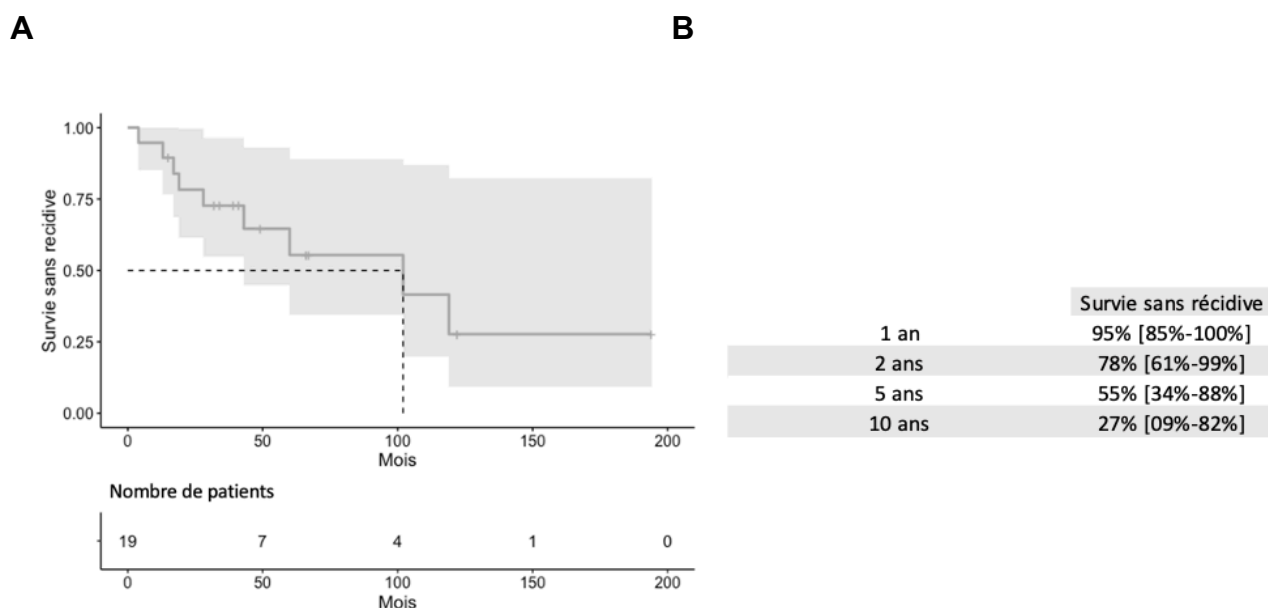 A
B
1.00
0.75
0.50
0.25
0.00
Survie sans recidive
0 50 100 150 200
Mois
Nombre de patients
19 7 4 1 0
0 50 100 150 200
Mois
Survie sans récidive
1 an 95% [85%-100%]
2 ans 78% [61%-99%]
5 ans 55% [34%-88%]
10 ans 27% [09%-82%]